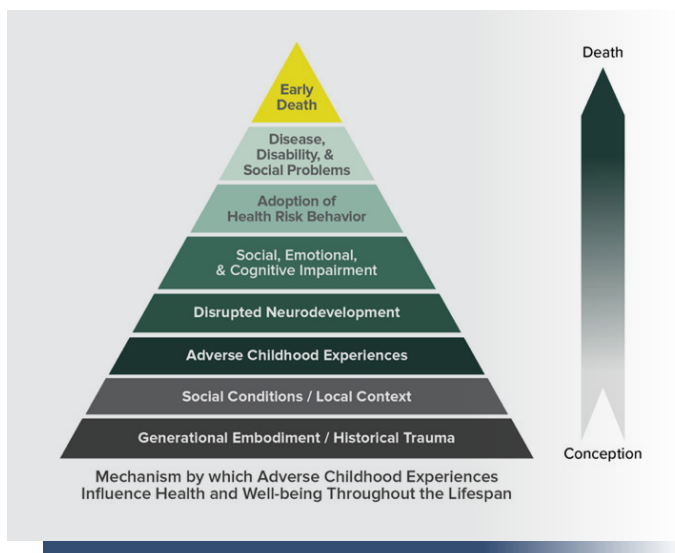 Early
Death
Disease,
Disability, &
Social Problems
Adoption of
Health Risk Behavior
Social, Emotional,
& Cognitive Impairment
Disrupted Neurodevelopment
Adverse Childhood Experiences
Social Conditions / Local Context
Generational Embodiment / Historical Trauma
Mechanism by which Adverse Childhood Experiences
Influence Health and Well-being Throughout the Lifespan
Death
Conception